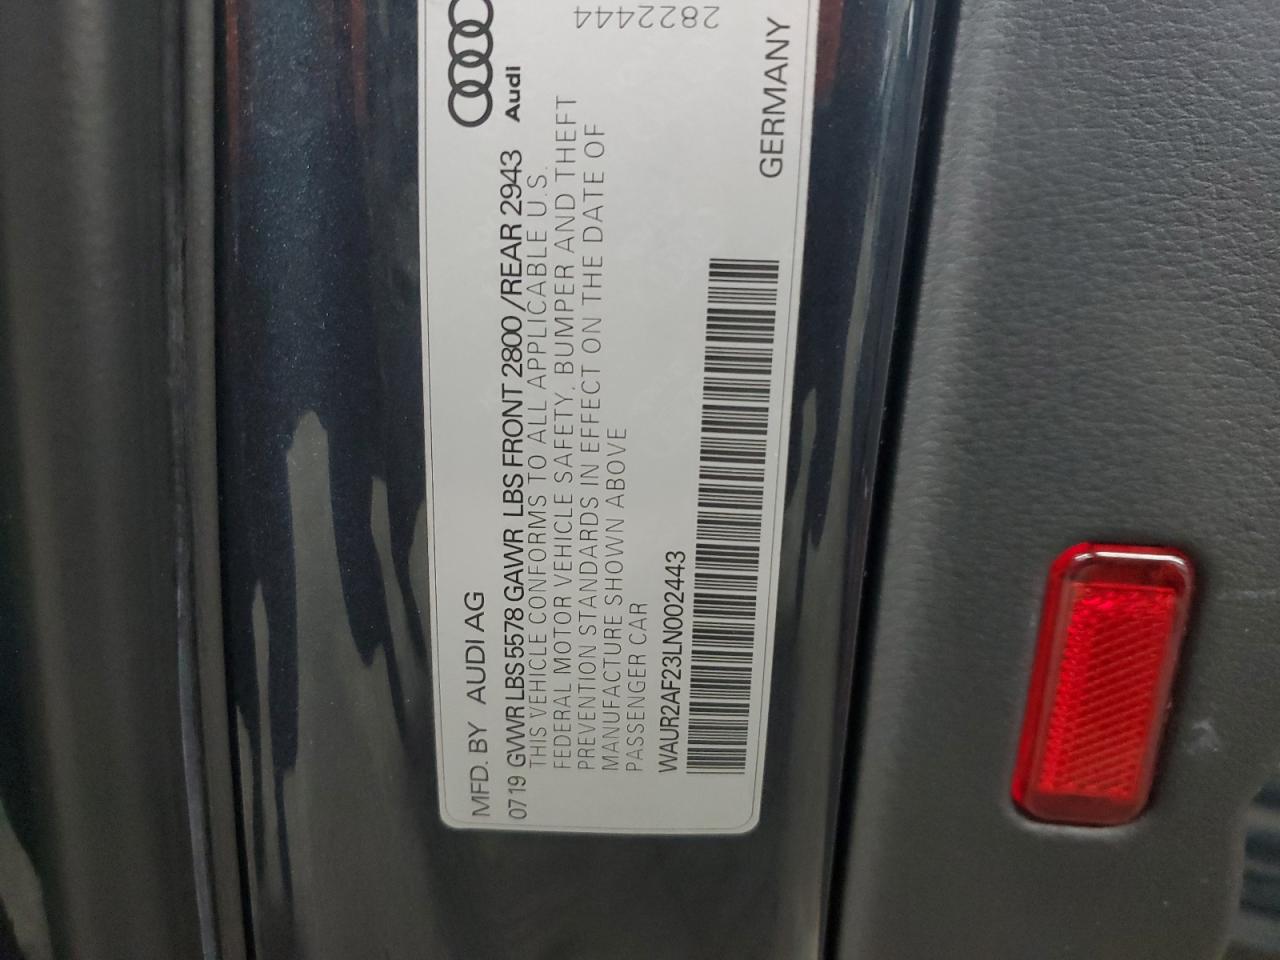 MFD. BY AUDI AG
Audi
0719 GVWR LBS 5578 GAWR LBS FRONT 2800 /REAR 2943
THIS VEHICLE CONFORMS TO ALL APPLICABLE U.S.
FEDERAL MOTOR VEHICLE SAFETY, BUMPER AND THEFT
PREVENTION STANDARDS IN EFFECT ON THE DATE OF
MANUFACTURE SHOWN ABOVE
PASSENGER CAR
WAUR2AF23LN002443
2822444
GERMANY